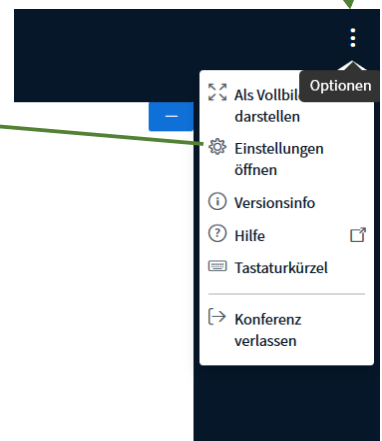 Optionen
Als Vollbil
darstellen
Einstellungen
öffnen
Versionsinfo
Hilfe
Tastaturkürzel
Konferenz
verlassen